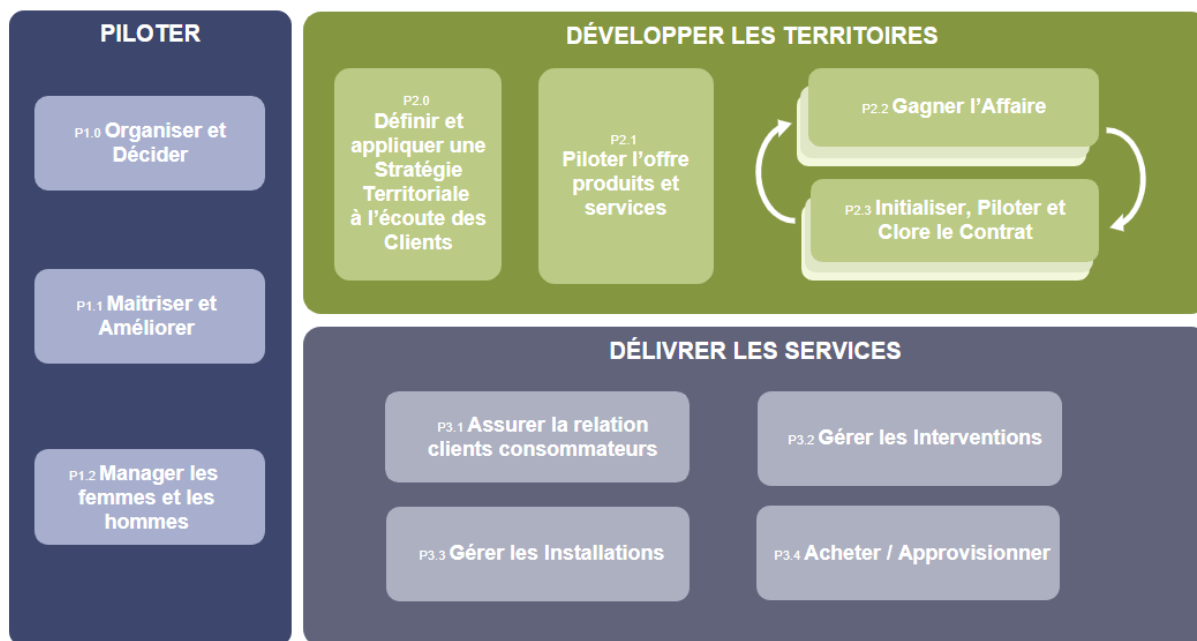 PILOTER
P1.0 Organiser et
Décider
P1.1 Maitriser et
Améliorer
P1.2 Manager les
femmes et les
hommes
DÉVELOPPER LES TERRITOIRES
P2.0
Définir et
appliquer une
Stratégie
Territoriale
à l’écoute des
Clients
P2.1
Piloter l’offre
produits et
services
P2.2 Gagner l’Affaire
P2.3 Initialiser, Piloter et
Clore le Contrat
DÉLIVRER LES SERVICES
P3.1 Assurer la relation
clients consommateurs
P3.2 Gérer les Interventions
P3.3 Gérer les Installations
P3.4 Acheter / Approvisionner